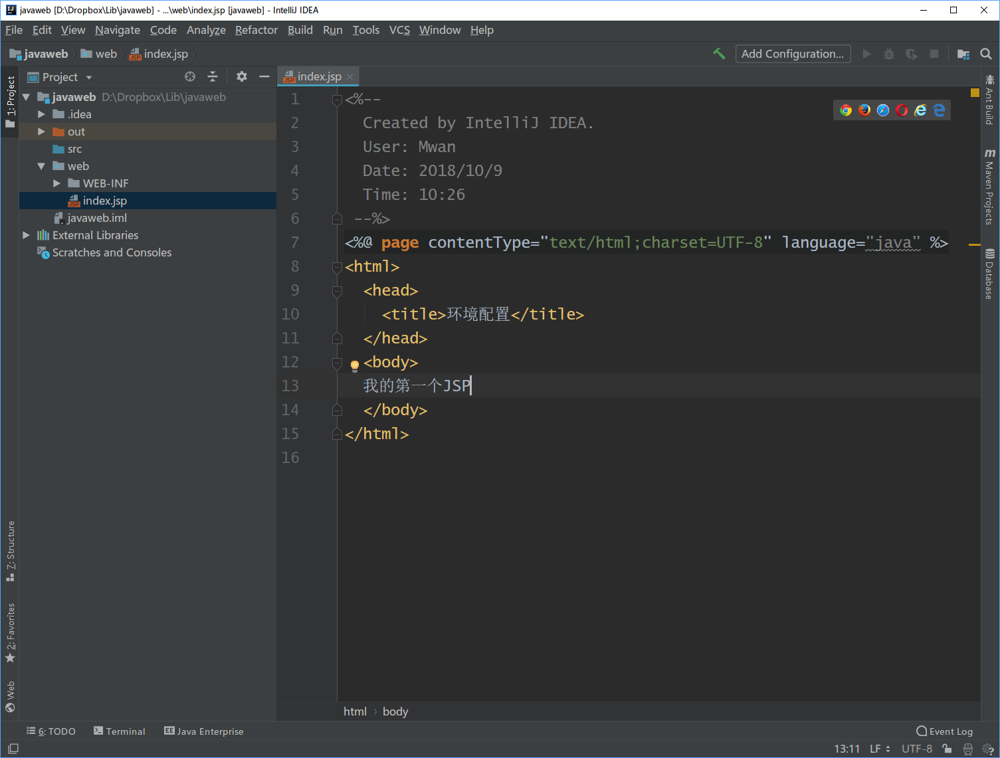 javaweb [D:\Dropbox\Lib\javaweb] - ...\web\index.jsp [javaweb] - IntelliJ IDEA
File Edit View Navigate Code Analyze Refactor Build Run Tools VCS Window Help
javaweb web index.jsp Add Configuration...
Project
index.jsp
1: Project
javaweb D:\Dropbox\Lib\javaweb
.idea
out
src
web
WEB-INF
index.jsp
javaweb.iml
External Libraries
Scratches and Consoles
1 <%--
2 Created by IntelliJ IDEA.
3 User: Mwan
4 Date: 2018/10/9
5 Time: 10:26
6 --%>
7 <%@ page contentType="text/html;charset=UTF-8" language="java" %>
8 <html>
9 <head>
10 <title>环境配置</title>
11 </head>
12 <body>
13 我的第一个JSP
14 </body>
15 </html>
16
Ant Build
Maven Projects
Database
7: Structure
2: Favorites
Web
html › body
6: TODO Terminal Java Enterprise Event Log
13:11 LF UTF-8